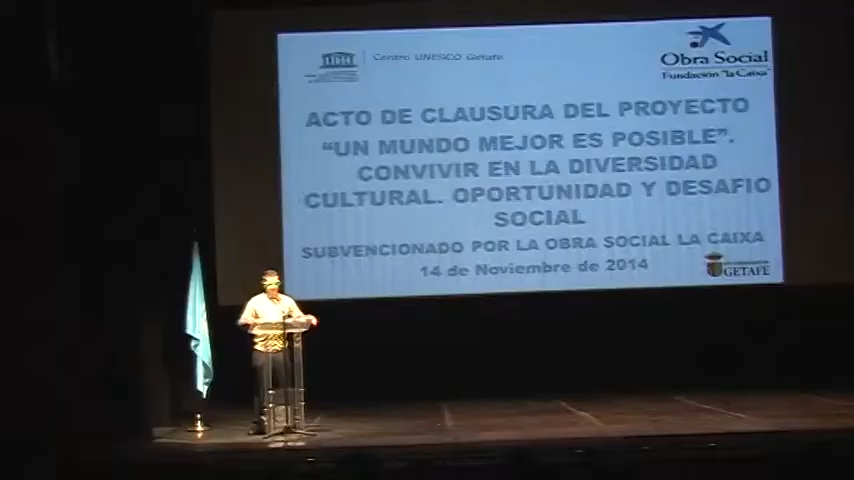 Centro UNESCO Getafe
Obra Social
Fundación "la Caixa"
ACTO DE CLAUSURA DEL PROYECTO
“UN MUNDO MEJOR ES POSIBLE”.
CONVIVIR EN LA DIVERSIDAD
CULTURAL. OPORTUNIDAD Y DESAFIO
SOCIAL
SUBVENCIONADO POR LA OBRA SOCIAL LA CAIXA
14 de Noviembre de 2014
GETAFE